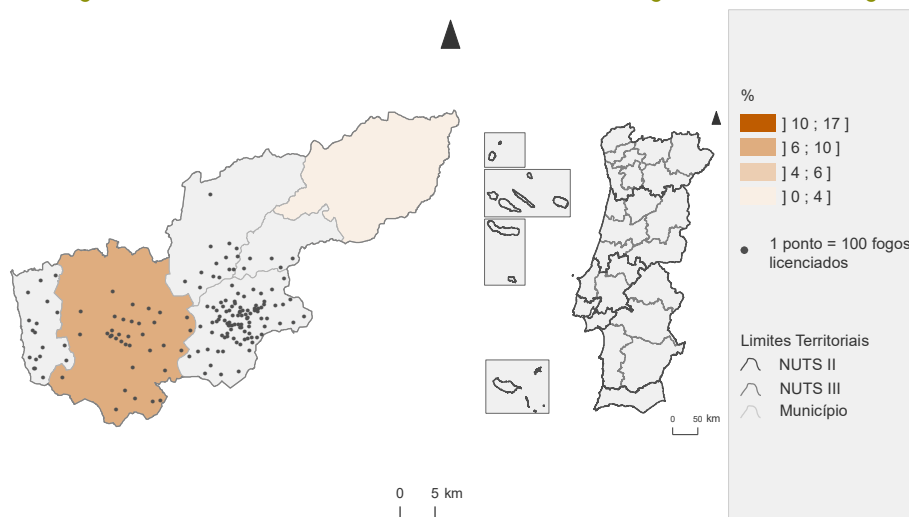 %
] 10 ; 17 ]
] 6 ; 10 ]
] 4 ; 6 ]
] 0 ; 4 ]
1 ponto = 100 fogos
licenciados
Limites Territoriais
NUTS II
NUTS III
Município
0 50 km
0 5 km